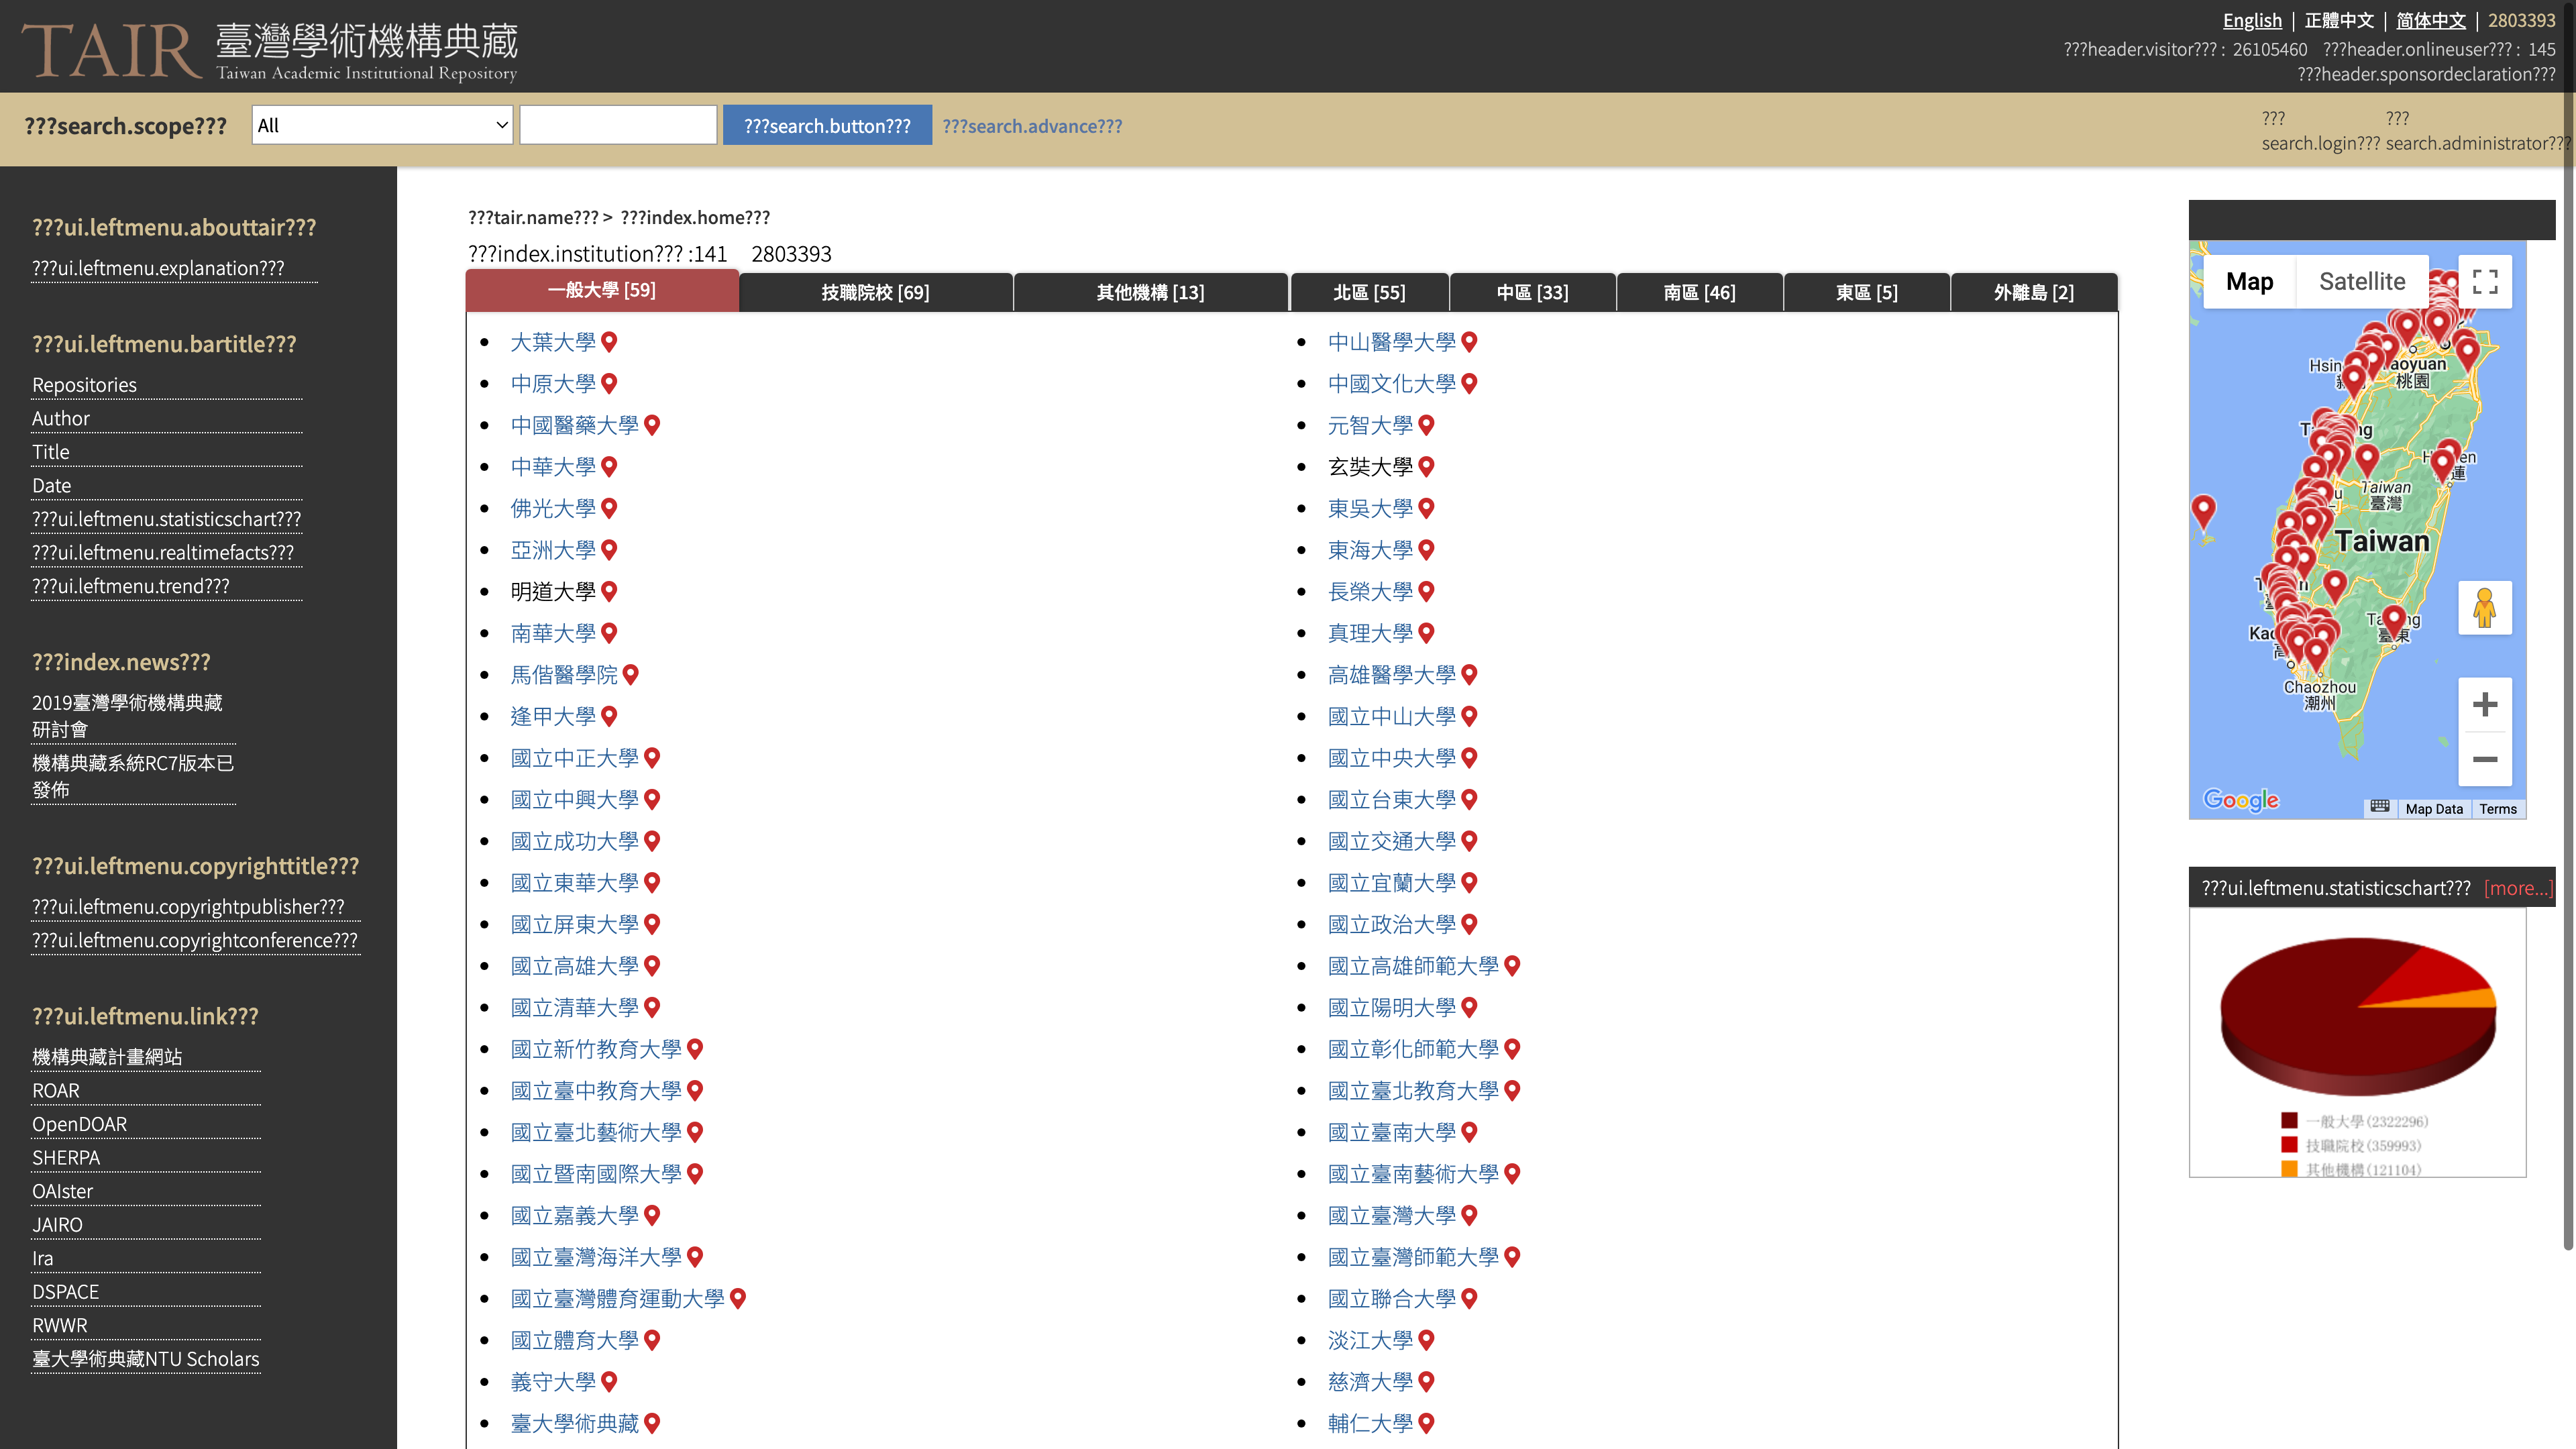 TAIR 臺灣學術機構典藏
Taiwan Academic Institutional Repository
English | 正體中文 | 简体中文 | 2803393
???header.visitor??? : 26105460 ???header.onlineuser??? : 145
???header.sponsordeclaration???
???search.scope??? All ???search.button??? ???search.advance???
???search.login??? ???search.administrator???
???ui.leftmenu.abouttair???
???ui.leftmenu.explanation???
???ui.leftmenu.bartitle???
Repositories
Author
Title
Date
???ui.leftmenu.statisticschart???
???ui.leftmenu.realtimefacts???
???ui.leftmenu.trend???
???index.news???
2019臺灣學術機構典藏
研討會
機構典藏系統RC7版本已
發佈
???ui.leftmenu.copyrighttitle???
???ui.leftmenu.copyrightpublisher???
???ui.leftmenu.copyrightconference???
???ui.leftmenu.link???
機構典藏計畫網站
ROAR
OpenDOAR
SHERPA
OAIster
JAIRO
Ira
DSPACE
RWWR
臺大學術典藏NTU Scholars
???tair.name??? > ???index.home???
???index.institution??? :141 2803393
一般大學 [59] 技職院校 [69] 其他機構 [13] 北區 [55] 中區 [33] 南區 [46] 東區 [5] 外離島 [2]
大葉大學 中山醫學大學
中原大學 中國文化大學
中國醫藥大學 元智大學
中華大學 玄奘大學
佛光大學 東吳大學
亞洲大學 東海大學
明道大學 長榮大學
南華大學 真理大學
馬偕醫學院 高雄醫學大學
逢甲大學 國立中山大學
國立中正大學 國立中央大學
國立中興大學 國立台東大學
國立成功大學 國立交通大學
國立東華大學 國立宜蘭大學
國立屏東大學 國立政治大學
國立高雄大學 國立高雄師範大學
國立清華大學 國立陽明大學
國立新竹教育大學 國立彰化師範大學
國立臺中教育大學 國立臺北教育大學
國立臺北藝術大學 國立臺南大學
國立暨南國際大學 國立臺南藝術大學
國立嘉義大學 國立臺灣大學
國立臺灣海洋大學 國立臺灣師範大學
國立臺灣體育運動大學 國立聯合大學
國立體育大學 淡江大學
義守大學 慈濟大學
臺大學術典藏 輔仁大學
Map Satellite
桃園
Taiwan
臺灣
Taiwan
Chaozhou
潮州
Google Map Data Terms
???ui.leftmenu.statisticschart??? [more...]
一般大學(2322296)
技職院校(359993)
其他機構(121104)